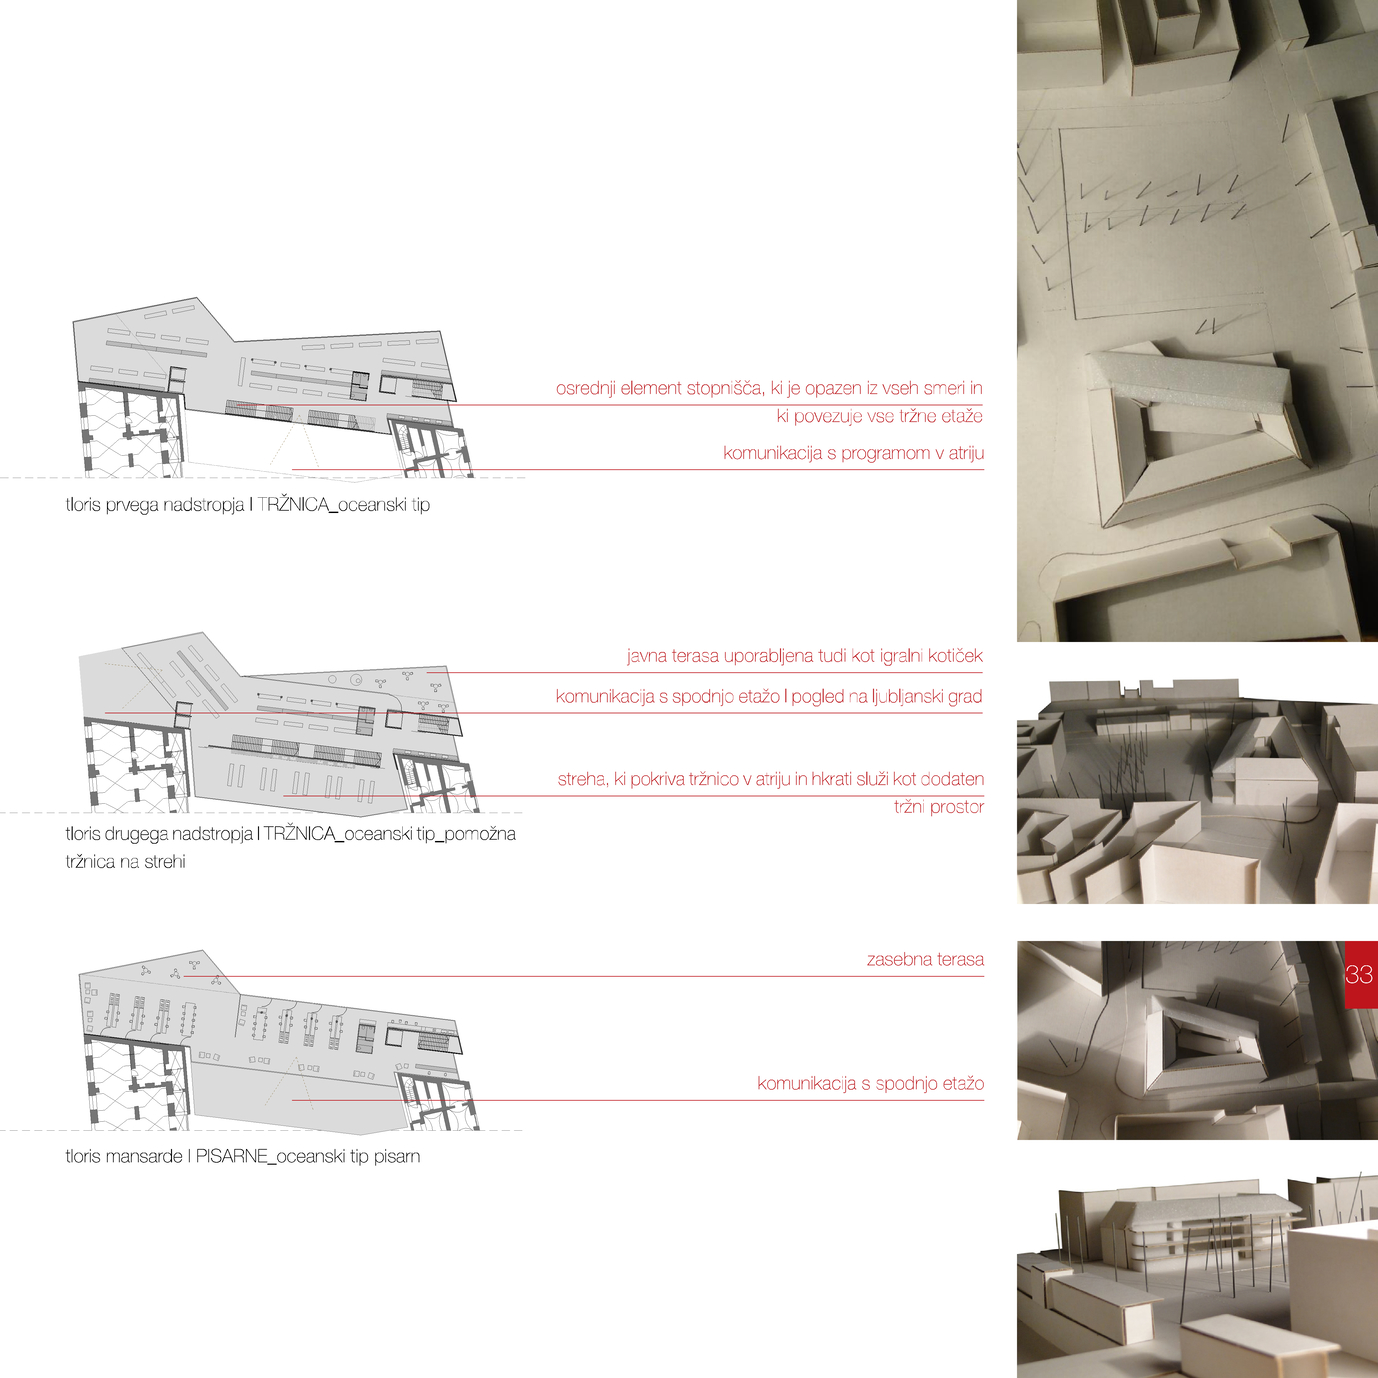 osrednji element stopnišča, ki je opazen iz vseh smeri in
ki povezuje vse tržne etaže
komunikacija s programom v atriju
tloris prvega nadstropja I TRŽNICA_oceanski tip
javna terasa uporabljena tudi kot igralni kotiček
komunikacija s spodnjo etažo I pogled na ljubljanski grad
streha, ki pokriva tržnico v atriju in hkrati služi kot dodaten
tržni prostor
tloris drugega nadstropja I TRŽNICA_oceanski tip_pomožna
tržnica na strehi
zasebna terasa
33
komunikacija s spodnjo etažo
tloris mansarde I PISARNE_oceanski tip pisarn